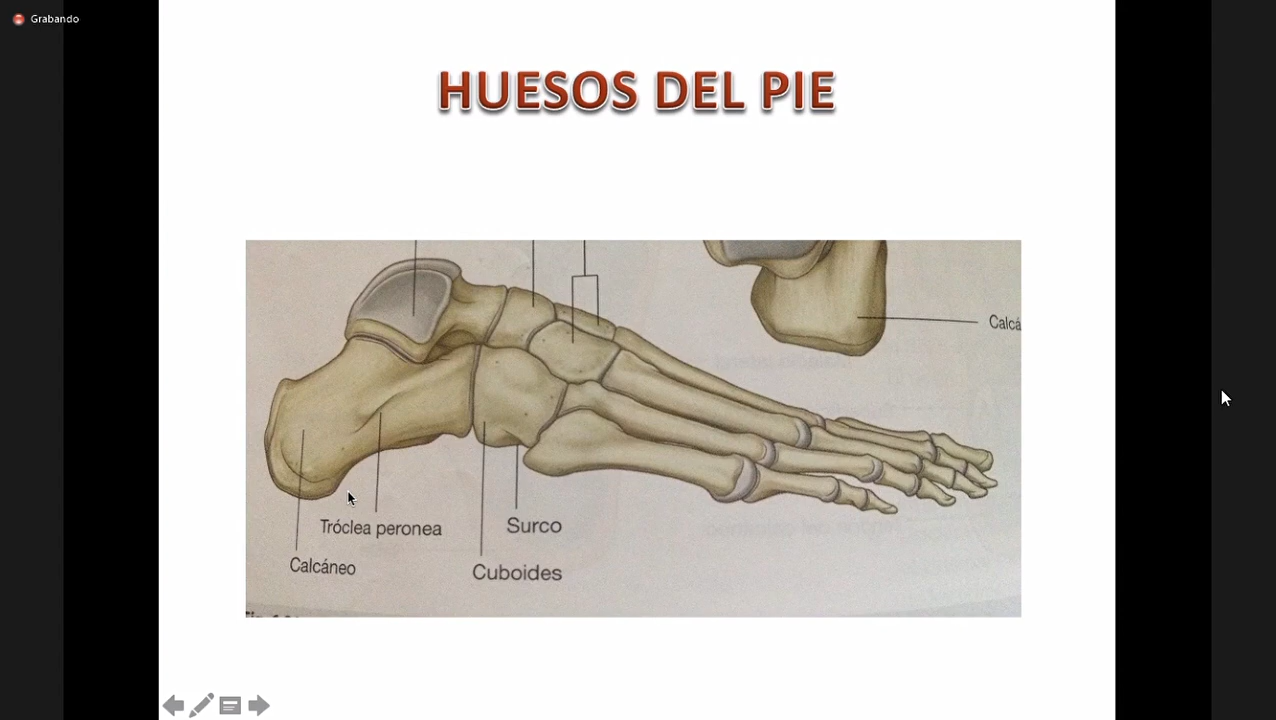 Grabando
HUESOS DEL PIE
Calcá
Tróclea peronea
Surco
Calcáneo
Cuboides